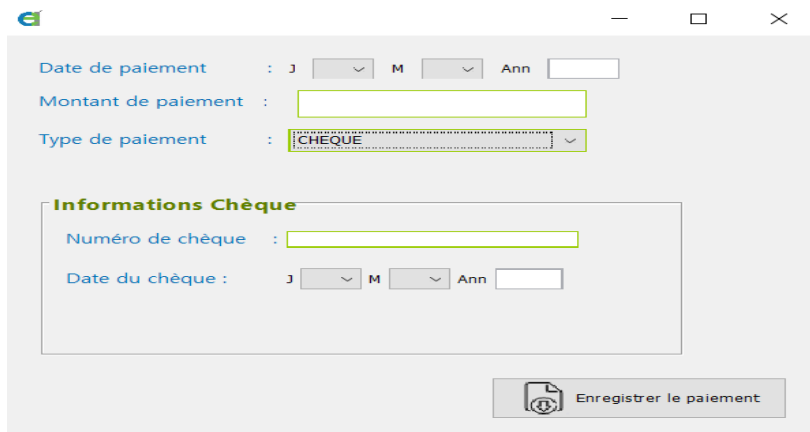 Date de paiement : J M Ann
Montant de paiement :
Type de paiement : CHEQUE
Informations Chèque
Numéro de chèque :
Date du chèque : J M Ann
Enregistrer le paiement